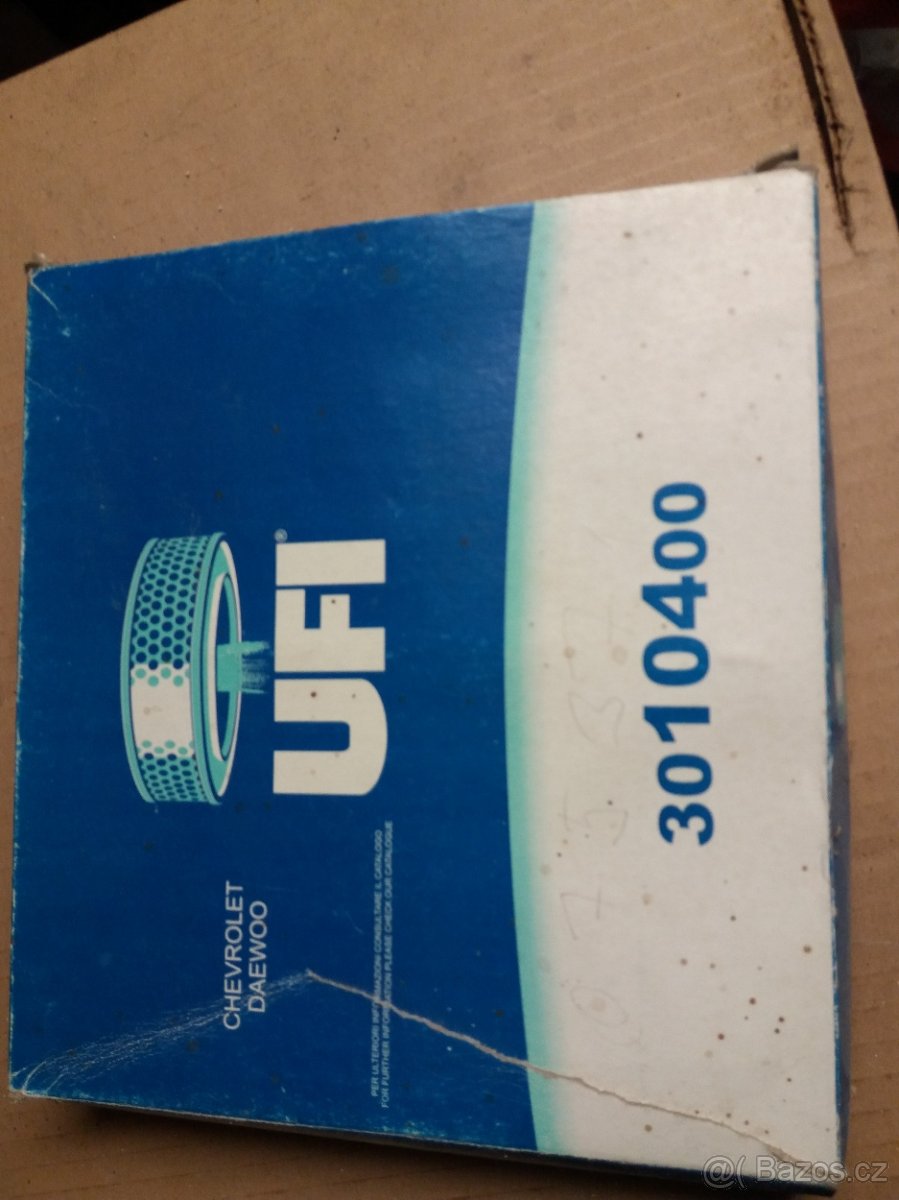 CHEVROLET
DAEWOO
UFI®
PER ULTERIORI INFORMAZIONI CONSULTARE IL CATALOGO
FOR FURTHER INFORMATION PLEASE CHECK OUR CATALOGUE
3010400
@( Bazos.cz